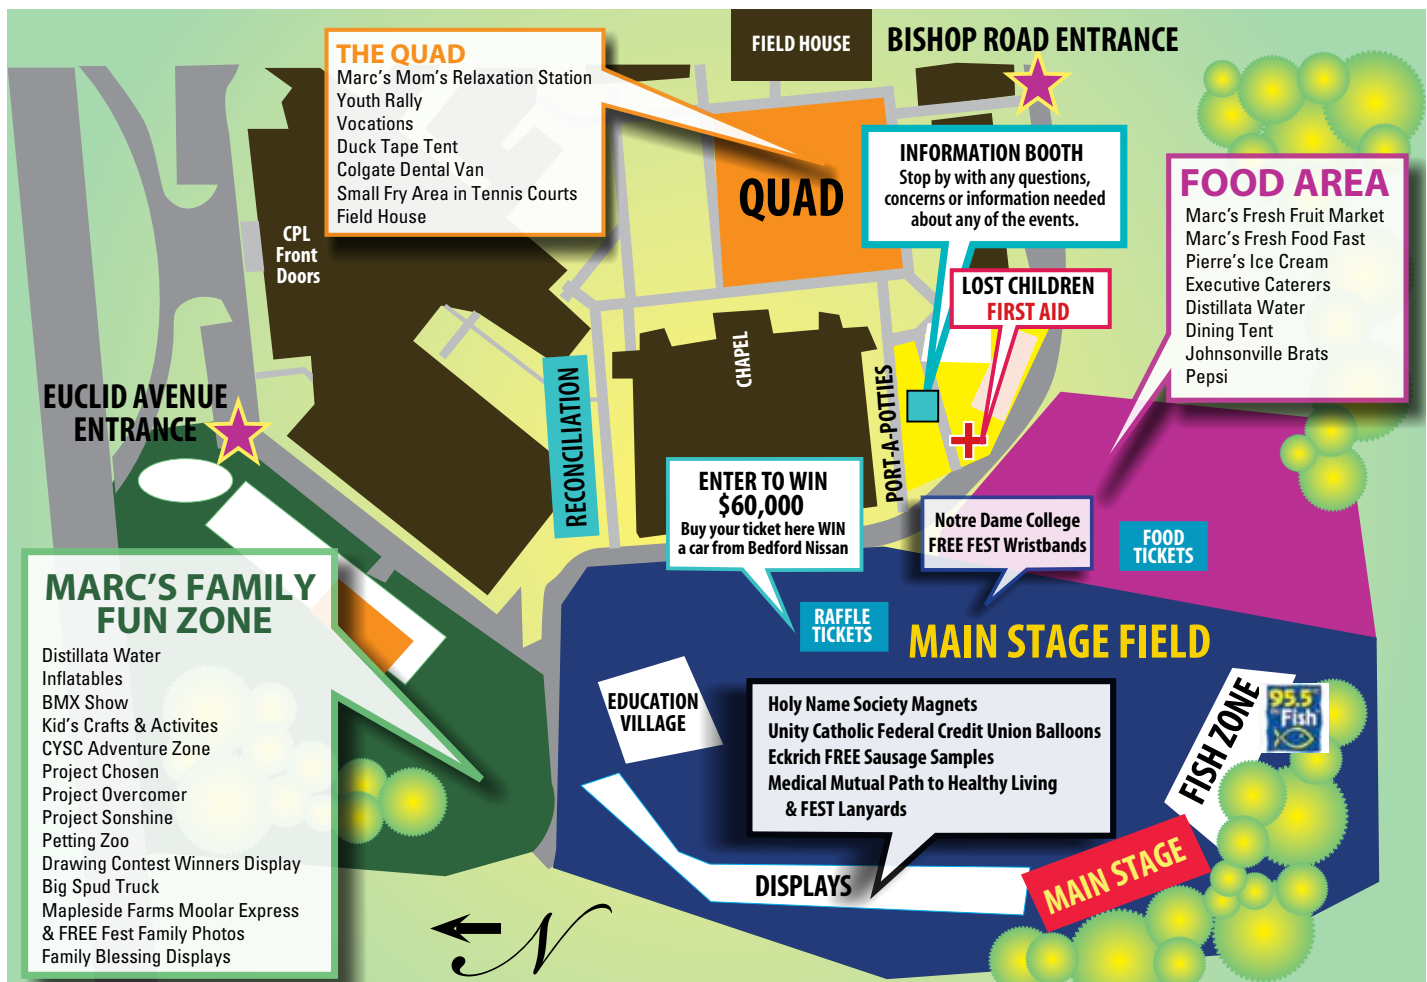 THE QUAD
Marc's Mom's Relaxation Station
Youth Rally
Vocations
Duck Tape Tent
Colgate Dental Van
Small Fry Area in Tennis Courts
Field House
FIELD HOUSE
BISHOP ROAD ENTRANCE
QUAD
INFORMATION BOOTH
Stop by with any questions,
concerns or information needed
about any of the events.
LOST CHILDREN
FIRST AID
FOOD AREA
Marc's Fresh Fruit Market
Marc's Fresh Food Fast
Pierre's Ice Cream
Executive Caterers
Distillata Water
Dining Tent
Johnsonville Brats
Pepsi
CPL
Front
Doors
EUCLID AVENUE
ENTRANCE
RECONCILIATION
CHAPEL
PORT-A-POTTIES
ENTER TO WIN
$60,000
Buy your ticket here WIN
a car from Bedford Nissan
Notre Dame College
FREE FEST Wristbands
FOOD
TICKETS
RAFFLE
TICKETS
MAIN STAGE FIELD
MARC'S FAMILY
FUN ZONE
Distillata Water
Inflatables
BMX Show
Kid's Crafts & Activites
CYSC Adventure Zone
Project Chosen
Project Overcomer
Project Sonshine
Petting Zoo
Drawing Contest Winners Display
Big Spud Truck
Mapleside Farms Moolar Express
& FREE Fest Family Photos
Family Blessing Displays
EDUCATION
VILLAGE
Holy Name Society Magnets
Unity Catholic Federal Credit Union Balloons
Eckrich FREE Sausage Samples
Medical Mutual Path to Healthy Living
& FEST Lanyards
DISPLAYS
FISH ZONE
95.5
Fish
MAIN STAGE
N